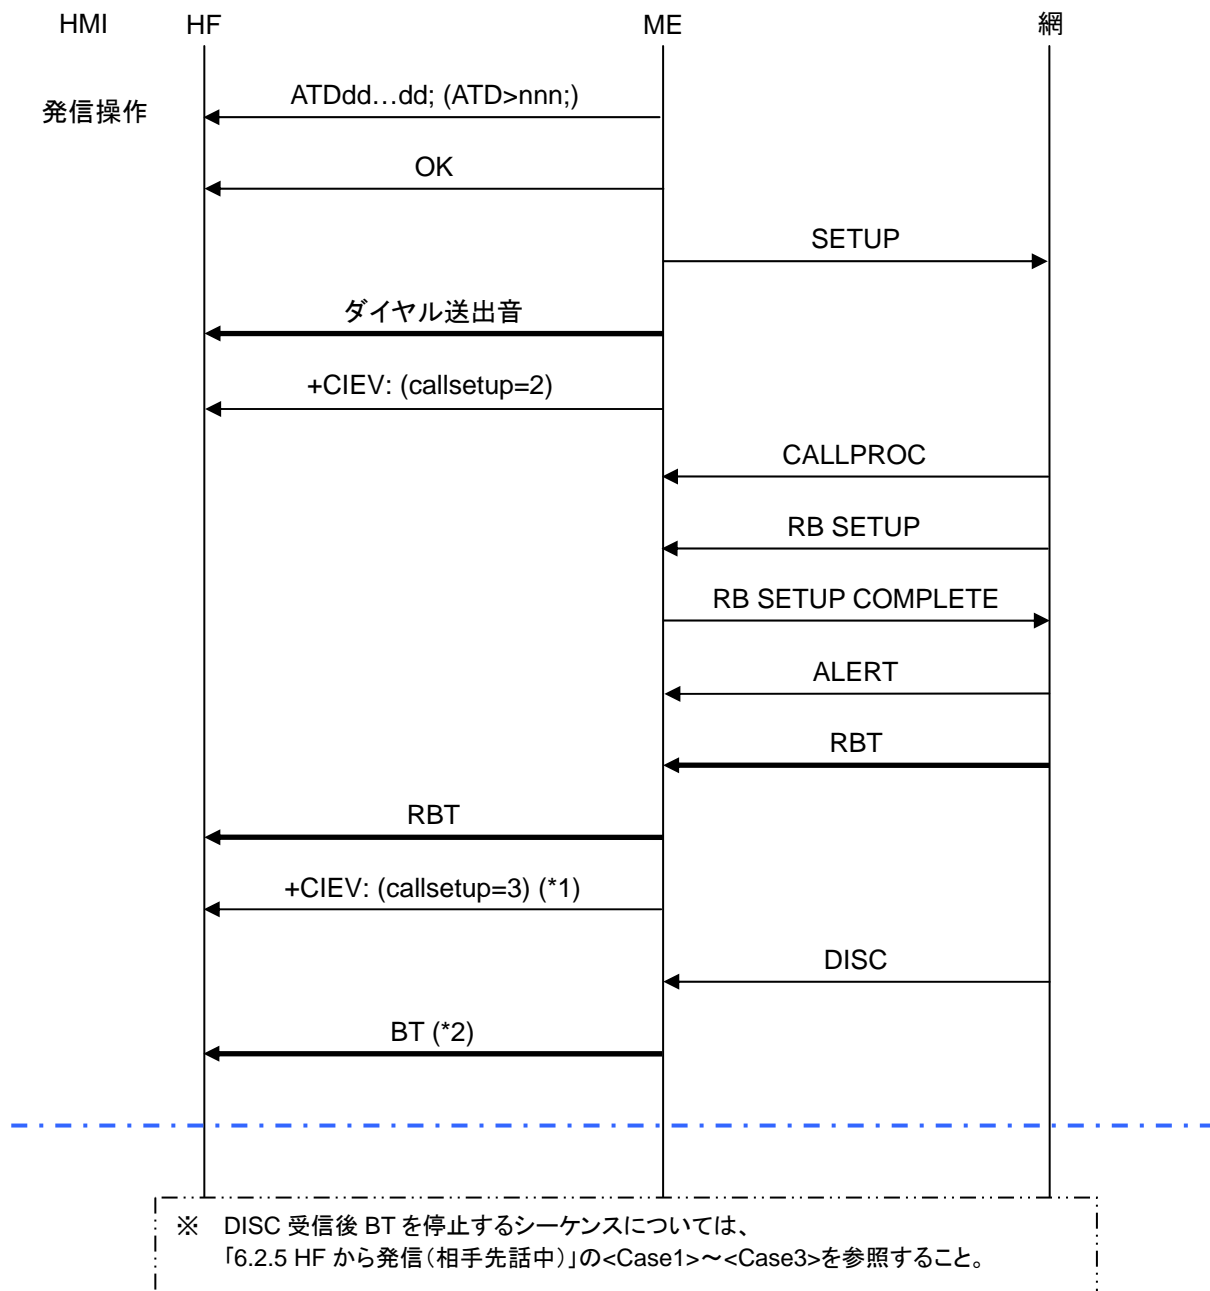 HMI HF ME 網
発信操作
ATDdd…dd; (ATD>nnn;)
OK
SETUP
ダイヤル送出音
+CIEV: (callsetup=2)
CALLPROC
RB SETUP
RB SETUP COMPLETE
ALERT
RBT
RBT
+CIEV: (callsetup=3) (*1)
DISC
BT (*2)
※ DISC 受信後 BT を停止するシーケンスについては、
「6.2.5 HF から発信（相手先話中）」の<Case1>～<Case3>を参照すること。